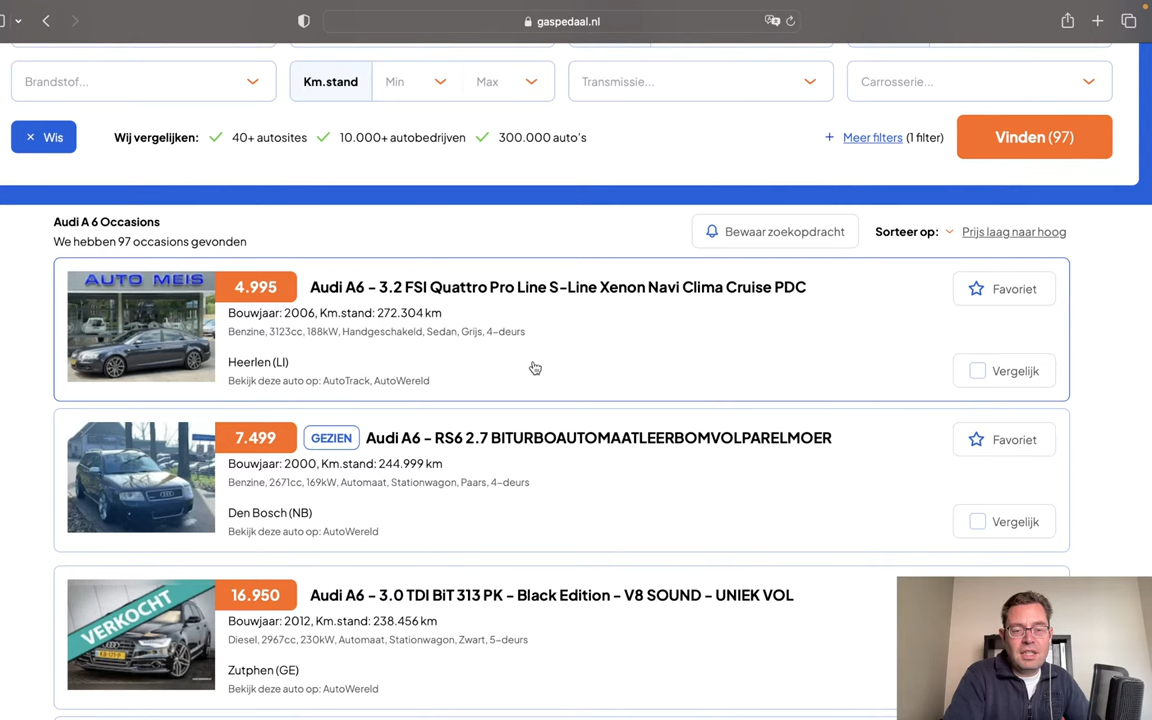 gaspedaal.nl
Brandstof...
Km.stand
Min
Max
Transmissie...
Carrosserie...
× Wis
Wij vergelijken:
40+ autosites
10.000+ autobedrijven
300.000 auto's
+ Meer filters (1 filter)
Vinden (97)
Audi A 6 Occasions
We hebben 97 occasions gevonden
Bewaar zoekopdracht
Sorteer op:
Prijs laag naar hoog
AUTO MEIS
4.995
Audi A6 - 3.2 FSI Quattro Pro Line S-Line Xenon Navi Clima Cruise PDC
Favoriet
Bouwjaar: 2006, Km.stand: 272.304 km
Benzine, 3123cc, 188kW, Handgeschakeld, Sedan, Grijs, 4-deurs
Heerlen (LI)
Bekijk deze auto op: AutoTrack, AutoWereld
Vergelijk
7.499
GEZIEN
Audi A6 - RS6 2.7 BITURBOAUTOMAATLEERBOMVOLPARELMOER
Favoriet
Bouwjaar: 2000, Km.stand: 244.999 km
Benzine, 2671cc, 169kW, Automaat, Stationwagon, Paars, 4-deurs
Den Bosch (NB)
Bekijk deze auto op: AutoWereld
Vergelijk
VERKOCHT
16.950
Audi A6 - 3.0 TDI BiT 313 PK - Black Edition - V8 SOUND - UNIEK VOL
Bouwjaar: 2012, Km.stand: 238.456 km
Diesel, 2967cc, 230kW, Automaat, Stationwagon, Zwart, 5-deurs
Zutphen (GE)
Bekijk deze auto op: AutoWereld